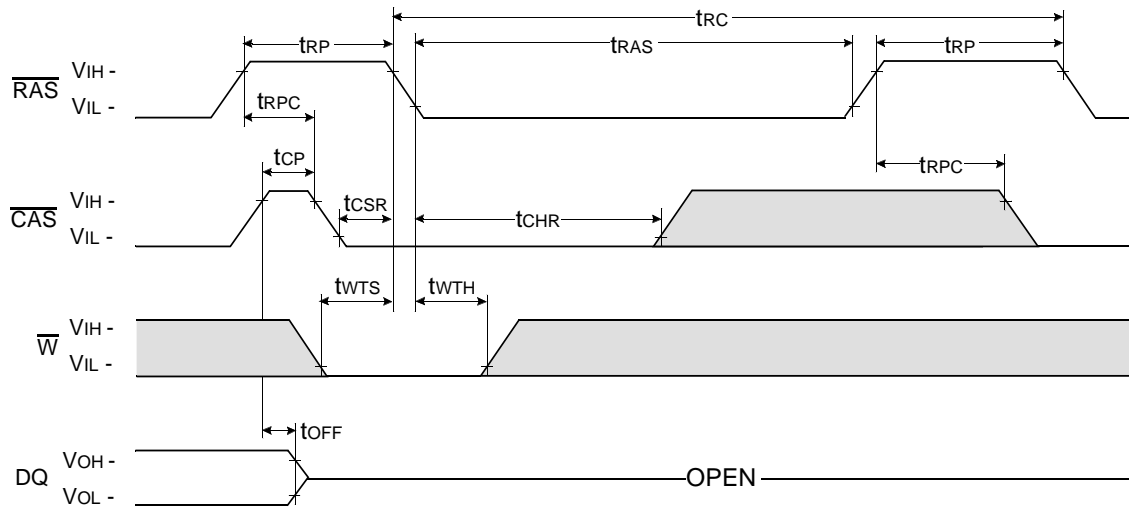 tRC
tRP
tRAS
tRP
RAS
VIH -
VIL -
tRPC
tCP
tRPC
CAS
VIH -
VIL -
tCSR
tCHR
tWTS
tWTH
W
VIH -
VIL -
tOFF
DQ
VOH -
VOL -
OPEN